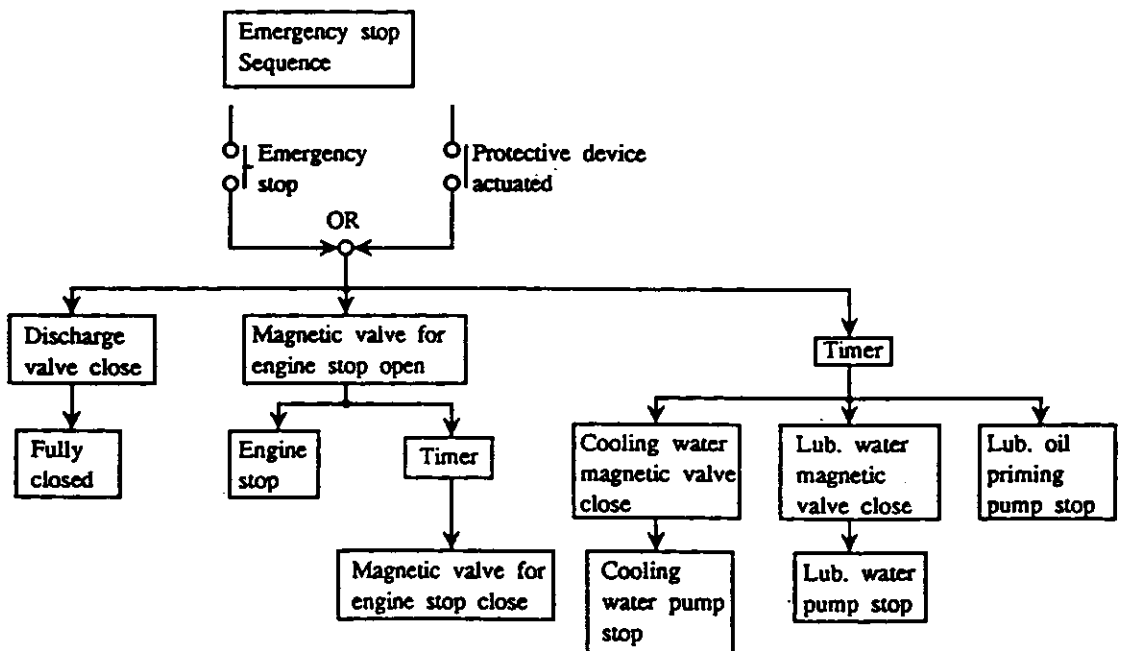 Emergency stop
Sequence
Emergency
stop
Protective device
actuated
OR
Discharge
valve close
Magnetic valve for
engine stop open
Timer
Fully
closed
Engine
stop
Timer
Cooling water
magnetic valve
close
Lub. water
magnetic
valve close
Lub. oil
priming
pump stop
Magnetic valve for
engine stop close
Cooling
water pump
stop
Lub. water
pump stop